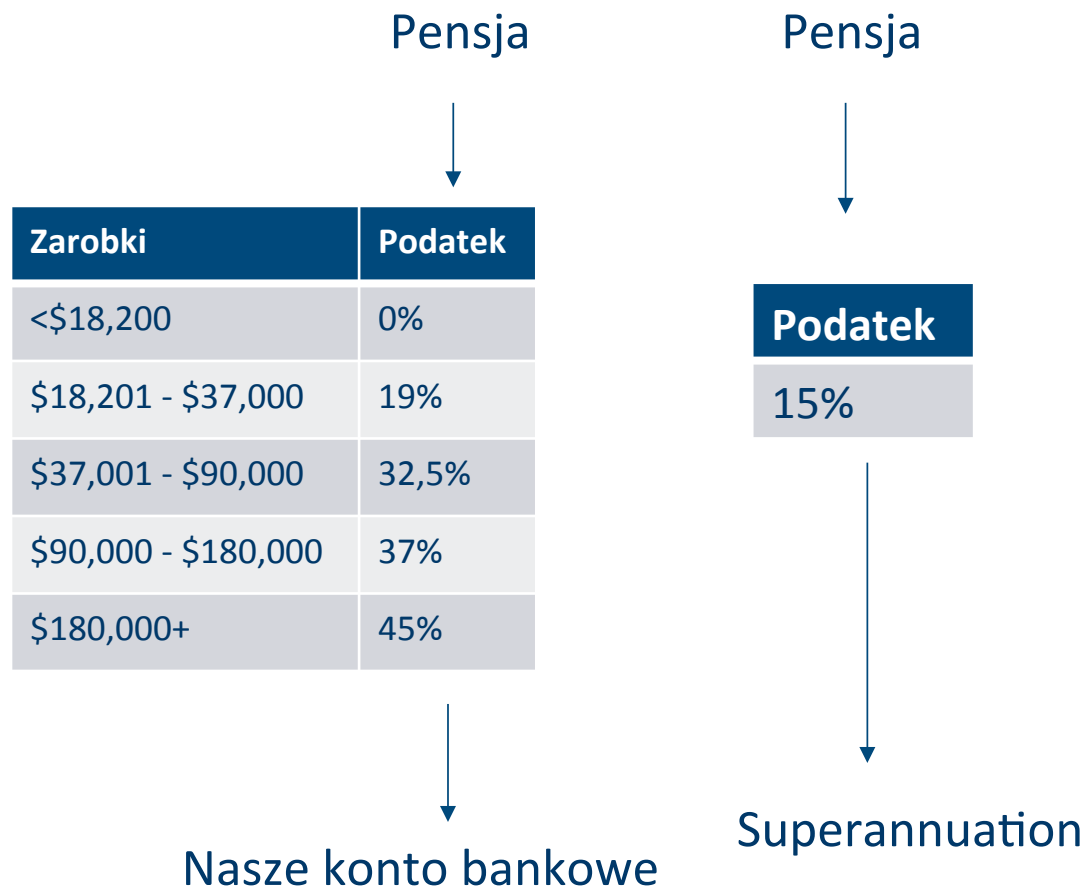 Pensja
Pensja
Zarobki Podatek
<$18,200 0%
$18,201 - $37,000 19%
$37,001 - $90,000 32,5%
$90,000 - $180,000 37%
$180,000+ 45%
Podatek
15%
Nasze konto bankowe
Superannuation